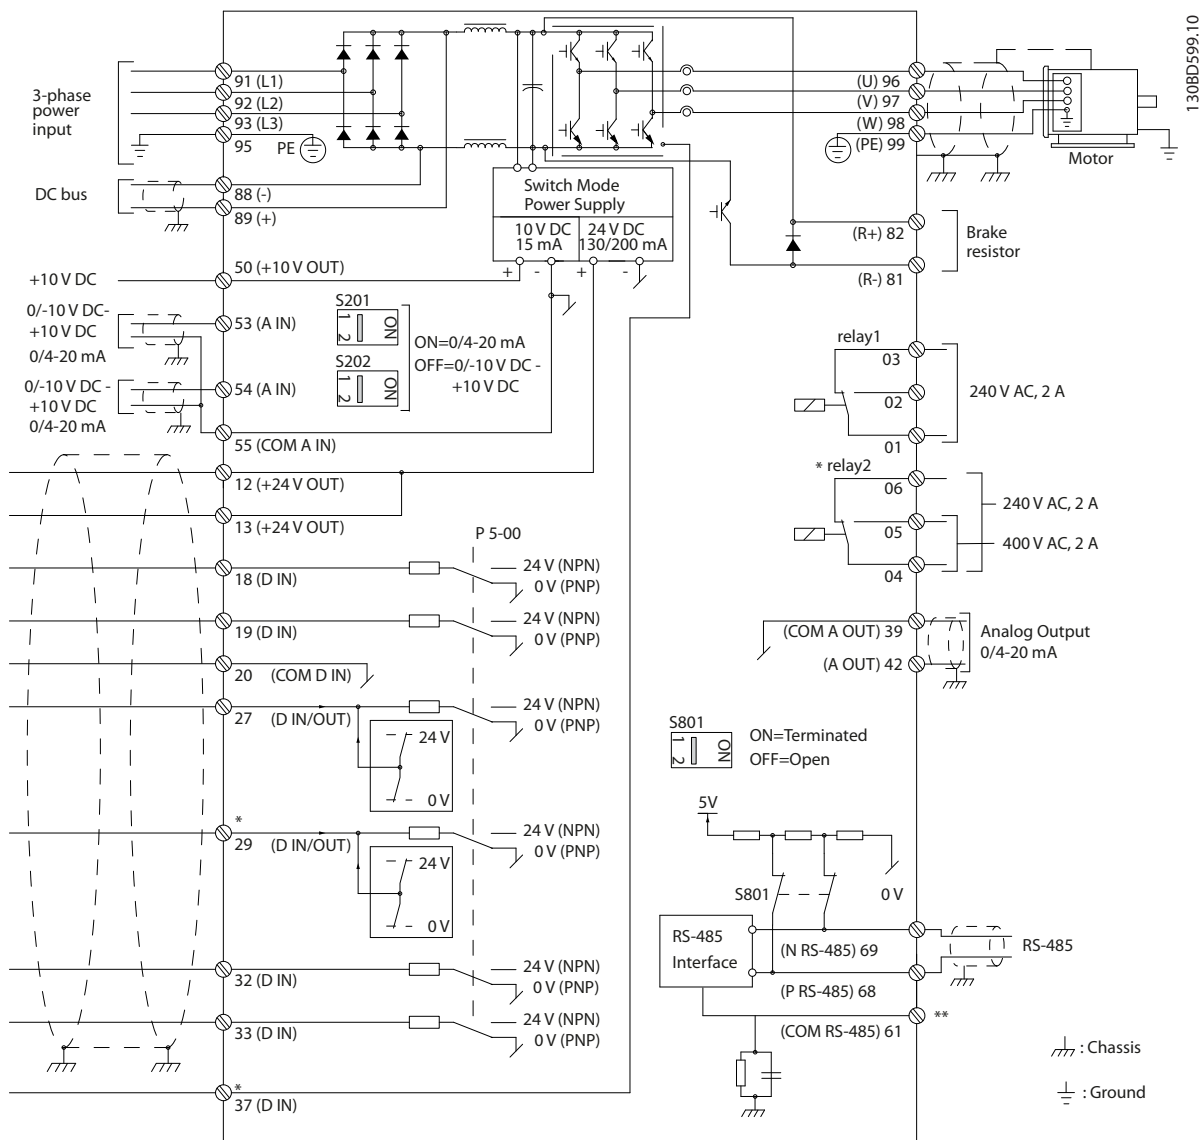 130BD599.10
3-phase
power
input
91 (L1)
92 (L2)
93 (L3)
95
PE
DC bus
88 (-)
89 (+)
Switch Mode
Power Supply
10 V DC
15 mA
24 V DC
130/200 mA
+
-
+
-
(U) 96
(V) 97
(W) 98
(PE) 99
Motor
(R+) 82
(R-) 81
Brake
resistor
+10 V DC
50 (+10 V OUT)
0/-10 V DC-
+10 V DC
0/4-20 mA
53 (A IN)
S201
1
2
ON
S202
1
2
ON
ON=0/4-20 mA
OFF=0/-10 V DC -
+10 V DC
0/-10 V DC -
+10 V DC
0/4-20 mA
54 (A IN)
55 (COM A IN)
relay1
03
02
01
240 V AC, 2 A
* relay2
06
05
04
240 V AC, 2 A
400 V AC, 2 A
12 (+24 V OUT)
13 (+24 V OUT)
P 5-00
18 (D IN)
24 V (NPN)
0 V (PNP)
19 (D IN)
24 V (NPN)
0 V (PNP)
20 (COM D IN)
27 (D IN/OUT)
24 V (NPN)
0 V (PNP)
24 V
0 V
*
29 (D IN/OUT)
24 V (NPN)
0 V (PNP)
24 V
0 V
32 (D IN)
24 V (NPN)
0 V (PNP)
33 (D IN)
24 V (NPN)
0 V (PNP)
*
37 (D IN)
(COM A OUT) 39
(A OUT) 42
Analog Output
0/4-20 mA
S801
1
2
ON
ON=Terminated
OFF=Open
5V
S801
0 V
RS-485
Interface
(N RS-485) 69
(P RS-485) 68
(COM RS-485) 61
RS-485
**
: Chassis
: Ground